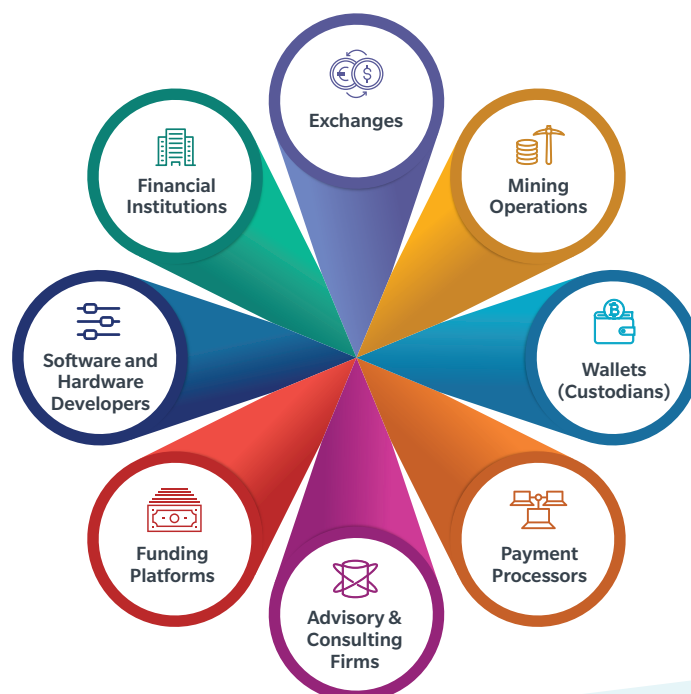 Exchanges
Mining
Operations
Wallets
(Custodians)
Payment
Processors
Advisory &
Consulting
Firms
Funding
Platforms
Software and
Hardware
Developers
Financial
Institutions